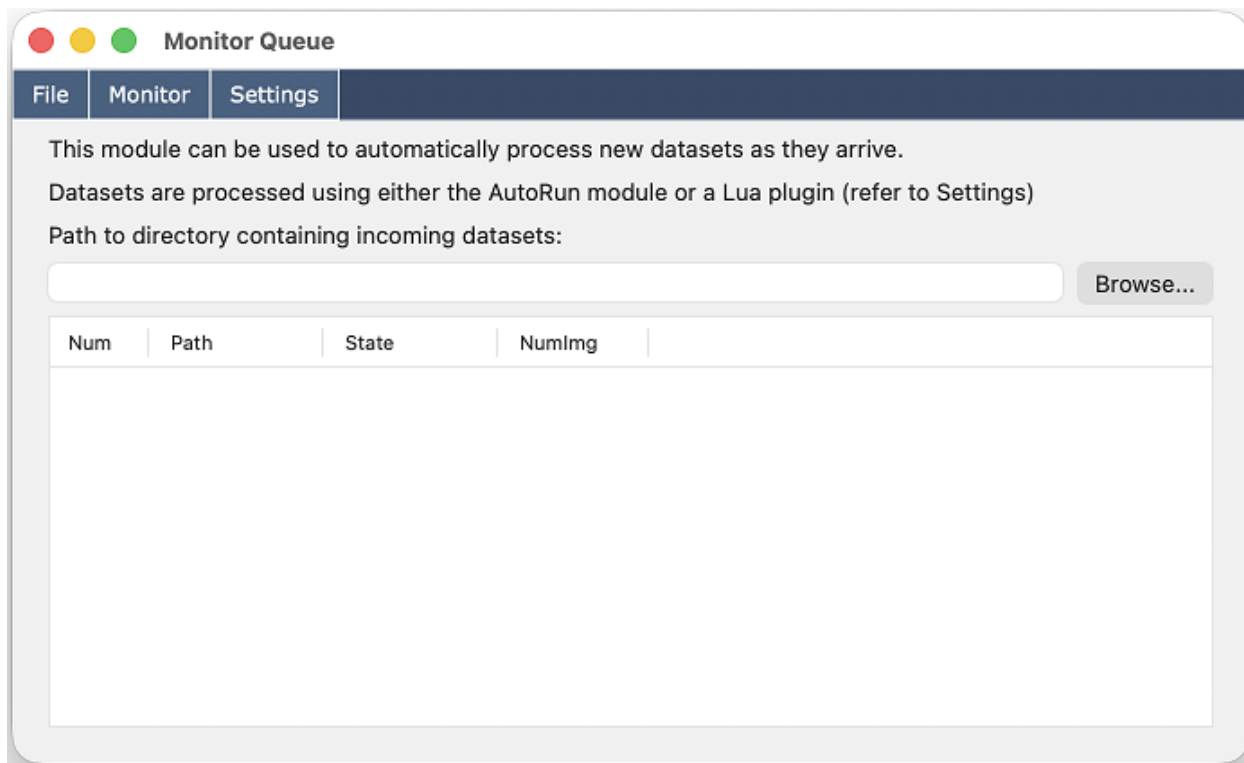 Monitor Queue
File Monitor Settings
This module can be used to automatically process new datasets as they arrive.
Datasets are processed using either the AutoRun module or a Lua plugin (refer to Settings)
Path to directory containing incoming datasets:
Browse...
Num Path State NumImg